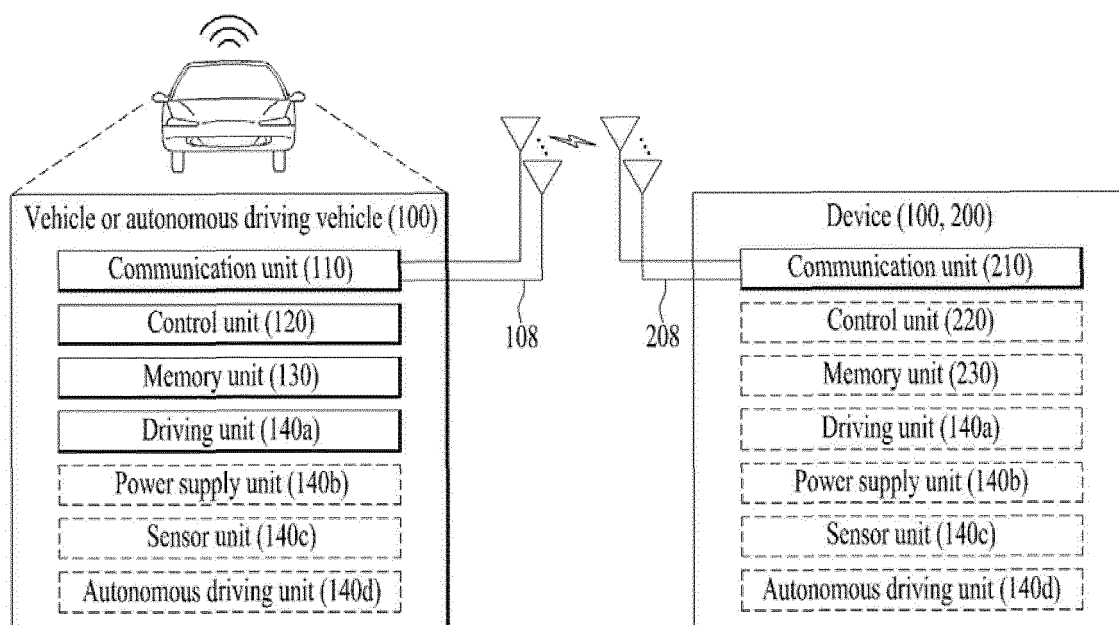 Vehicle or autonomous driving vehicle (100)
Communication unit (110)
Control unit (120)
Memory unit (130)
Driving unit (140a)
Power supply unit (140b)
Sensor unit (140c)
Autonomous driving unit (140d)
108
208
Device (100, 200)
Communication unit (210)
Control unit (220)
Memory unit (230)
Driving unit (140a)
Power supply unit (140b)
Sensor unit (140c)
Autonomous driving unit (140d)